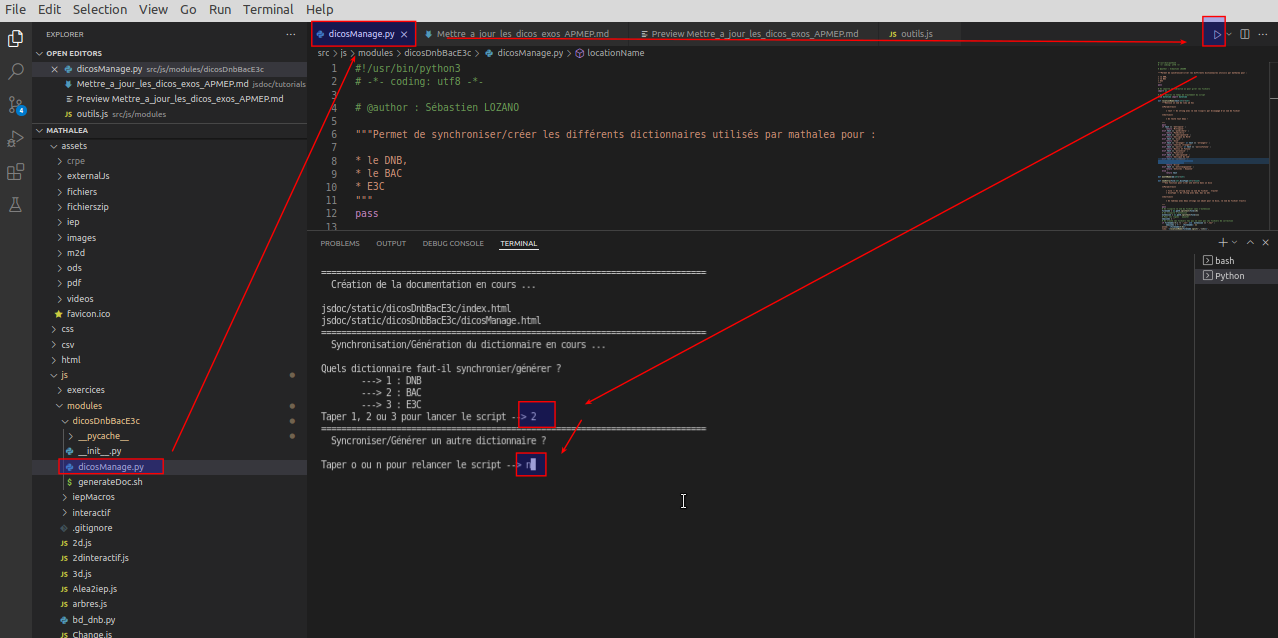 File Edit Selection View Go Run Terminal Help
EXPLORER
OPEN EDITORS
dicosManage.py src/js/modules/dicosDnbBacE3c
Mettre_a_jour_les_dicos_exos_APMEP.md jsdoc/tutorials
Preview Mettre_a_jour_les_dicos_exos_APMEP.md
outils.js src/js/modules
MATHALEA
assets
crpe
externalJs
fichiers
fichierszip
iep
images
m2d
ods
pdf
videos
favicon.ico
css
csv
html
js
exercices
modules
dicosDnbBacE3c
__pycache__
__init__.py
dicosManage.py
generateDoc.sh
iepMacros
interactif
.gitignore
2d.js
2dinteractif.js
3d.js
Alea2iep.js
arbres.js
bd_dnb.py
Change.js
4
dicosManage.py Mettre_a_jour_les_dicos_exos_APMEP.md Preview Mettre_a_jour_les_dicos_exos_APMEP.md outils.js
src > js > modules > dicosDnbBacE3c > dicosManage.py > locationName
1 #!/usr/bin/python3
2 # -*- coding: utf8 -*-
3
4 # @author : Sébastien LOZANO
5
6 """Permet de synchroniser/créer les différents dictionnaires utilisés par mathalea pour :
7
8 * le DNB,
9 * le BAC
10 * E3C
11 """
12 pass
13
PROBLEMS OUTPUT DEBUG CONSOLE TERMINAL
bash
Python
=============================================================================
Création de la documentation en cours ...
jsdoc/static/dicosDnbBacE3c/index.html
jsdoc/static/dicosDnbBacE3c/dicosManage.html
=============================================================================
Synchronisation/Génération du dictionnaire en cours ...
Quels dictionnaire faut-il synchronier/générer ?
---> 1 : DNB
---> 2 : BAC
---> 3 : E3C
Taper 1, 2 ou 3 pour lancer le script --> 2
=============================================================================
Syncroniser/Générer un autre dictionnaire ?
Taper o ou n pour relancer le script --> n